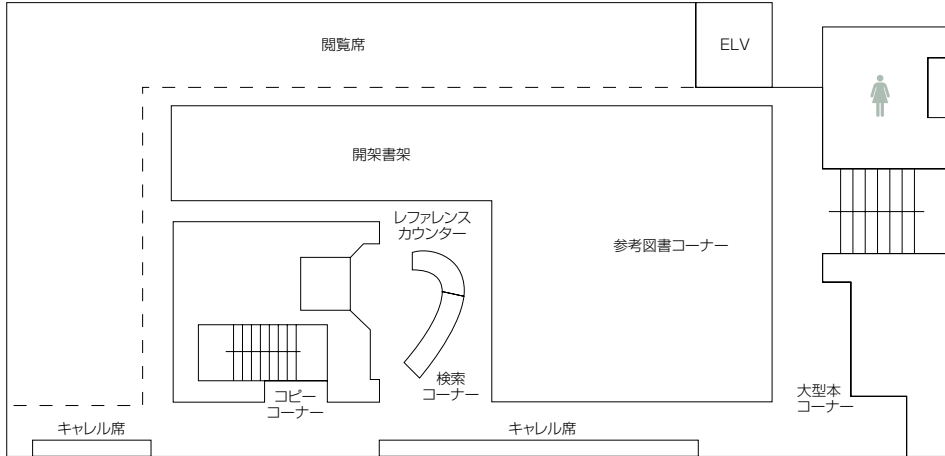 閲覧席
ELV
開架書架
レファレンス
カウンター
参考図書コーナー
検索
コーナー
コピー
コーナー
大型本
コーナー
キャレル席
キャレル席